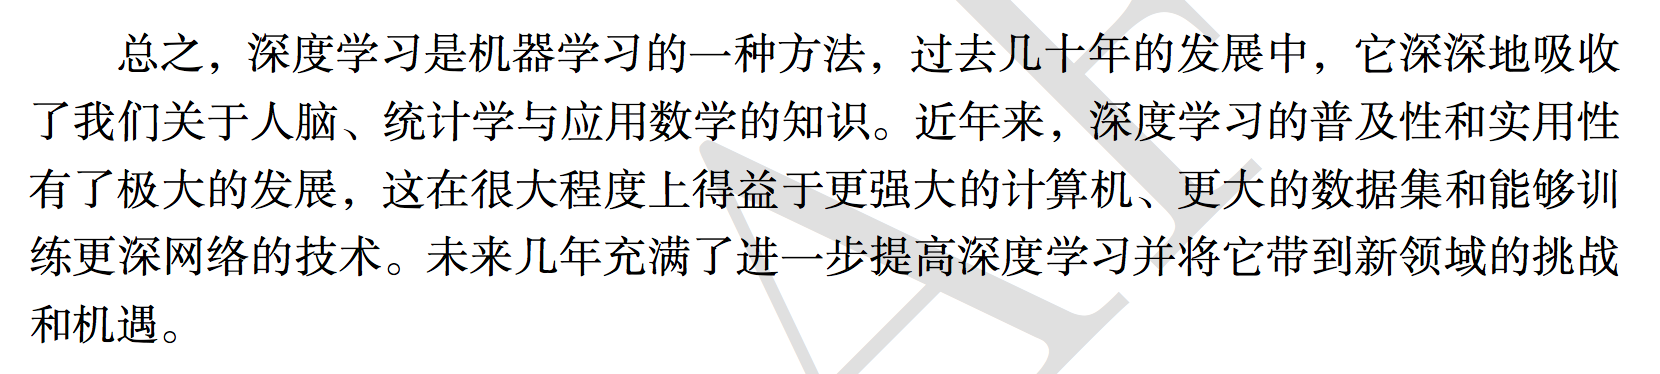 总之，深度学习是机器学习的一种方法，过去几十年的发展中，它深深地吸收
了我们关于人脑、统计学与应用数学的知识。近年来，深度学习的普及性和实用性
有了极大的发展，这在很大程度上得益于更强大的计算机、更大的数据集和能够训
练更深网络的技术。未来几年充满了进一步提高深度学习并将它带到新领域的挑战
和机遇。